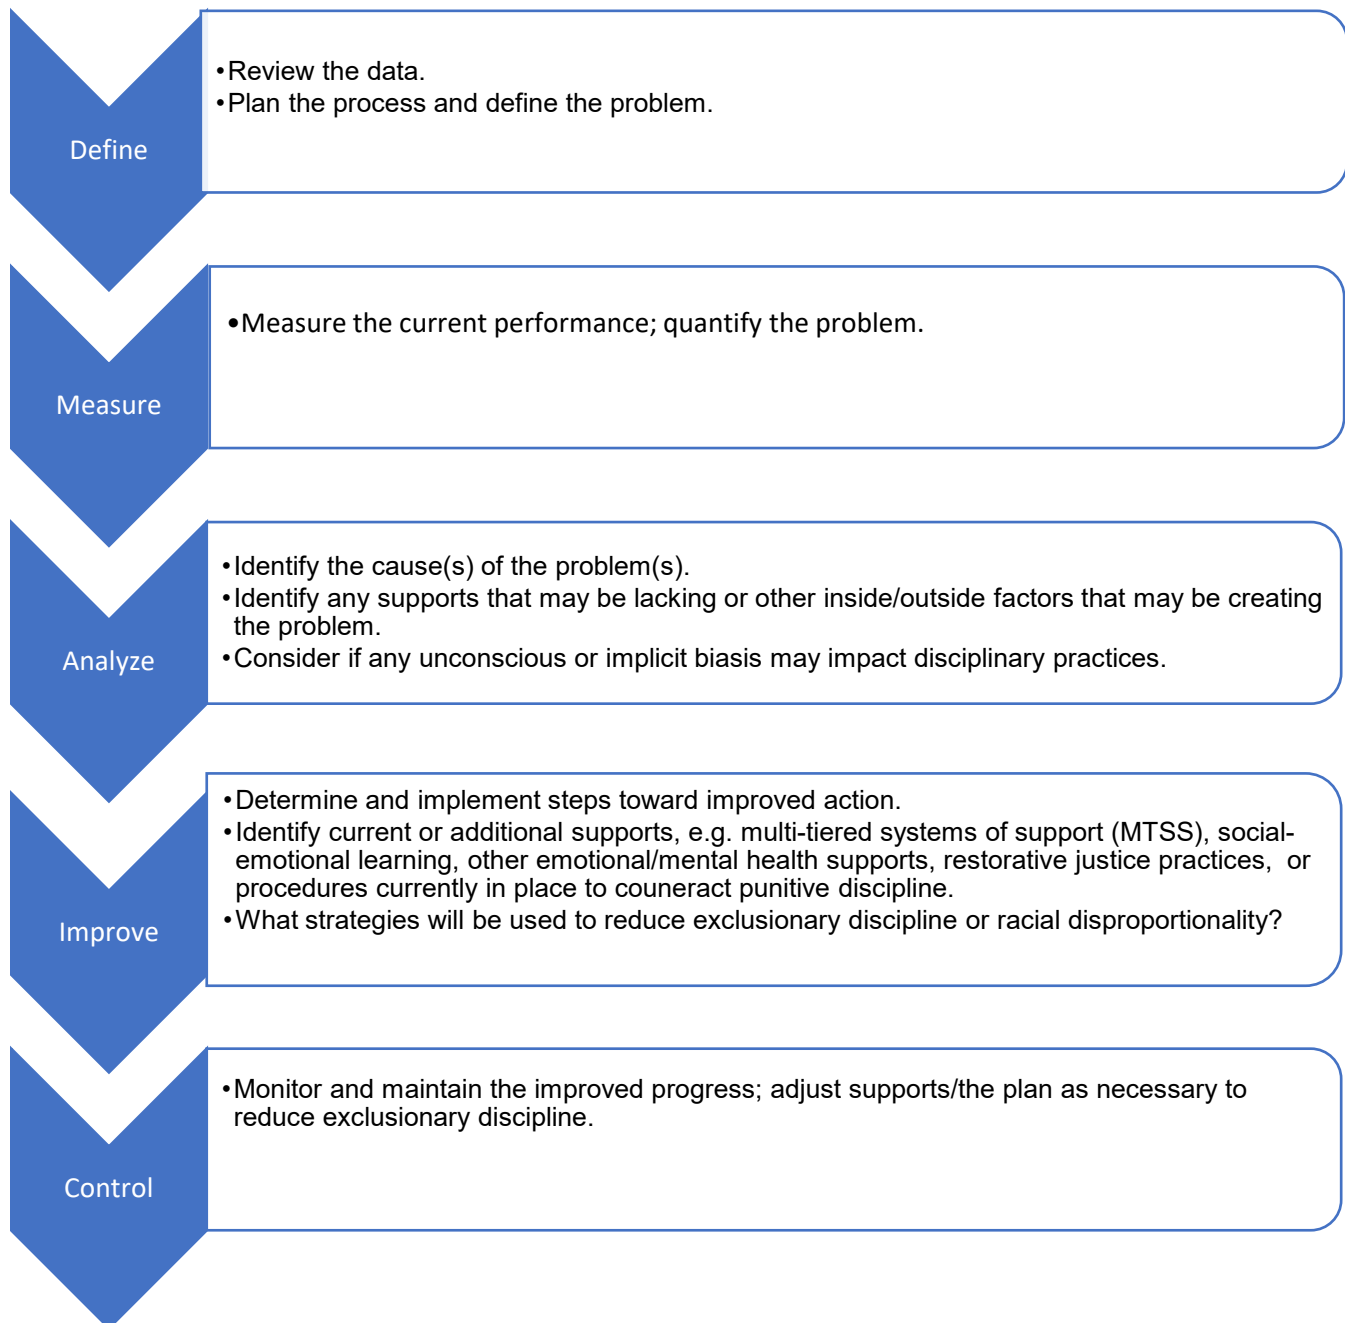 Define
•Review the data.
•Plan the process and define the problem.
Measure
•Measure the current performance; quantify the problem.
Analyze
•Identify the cause(s) of the problem(s).
•Identify any supports that may be lacking or other inside/outside factors that may be creating
the problem.
•Consider if any unconscious or implicit biasis may impact disciplinary practices.
Improve
•Determine and implement steps toward improved action.
•Identify current or additional supports, e.g. multi-tiered systems of support (MTSS), social-
emotional learning, other emotional/mental health supports, restorative justice practices,  or
procedures currently in place to couneract punitive discipline.
•What strategies will be used to reduce exclusionary discipline or racial disproportionality?
Control
•Monitor and maintain the improved progress; adjust supports/the plan as necessary to
reduce exclusionary discipline.